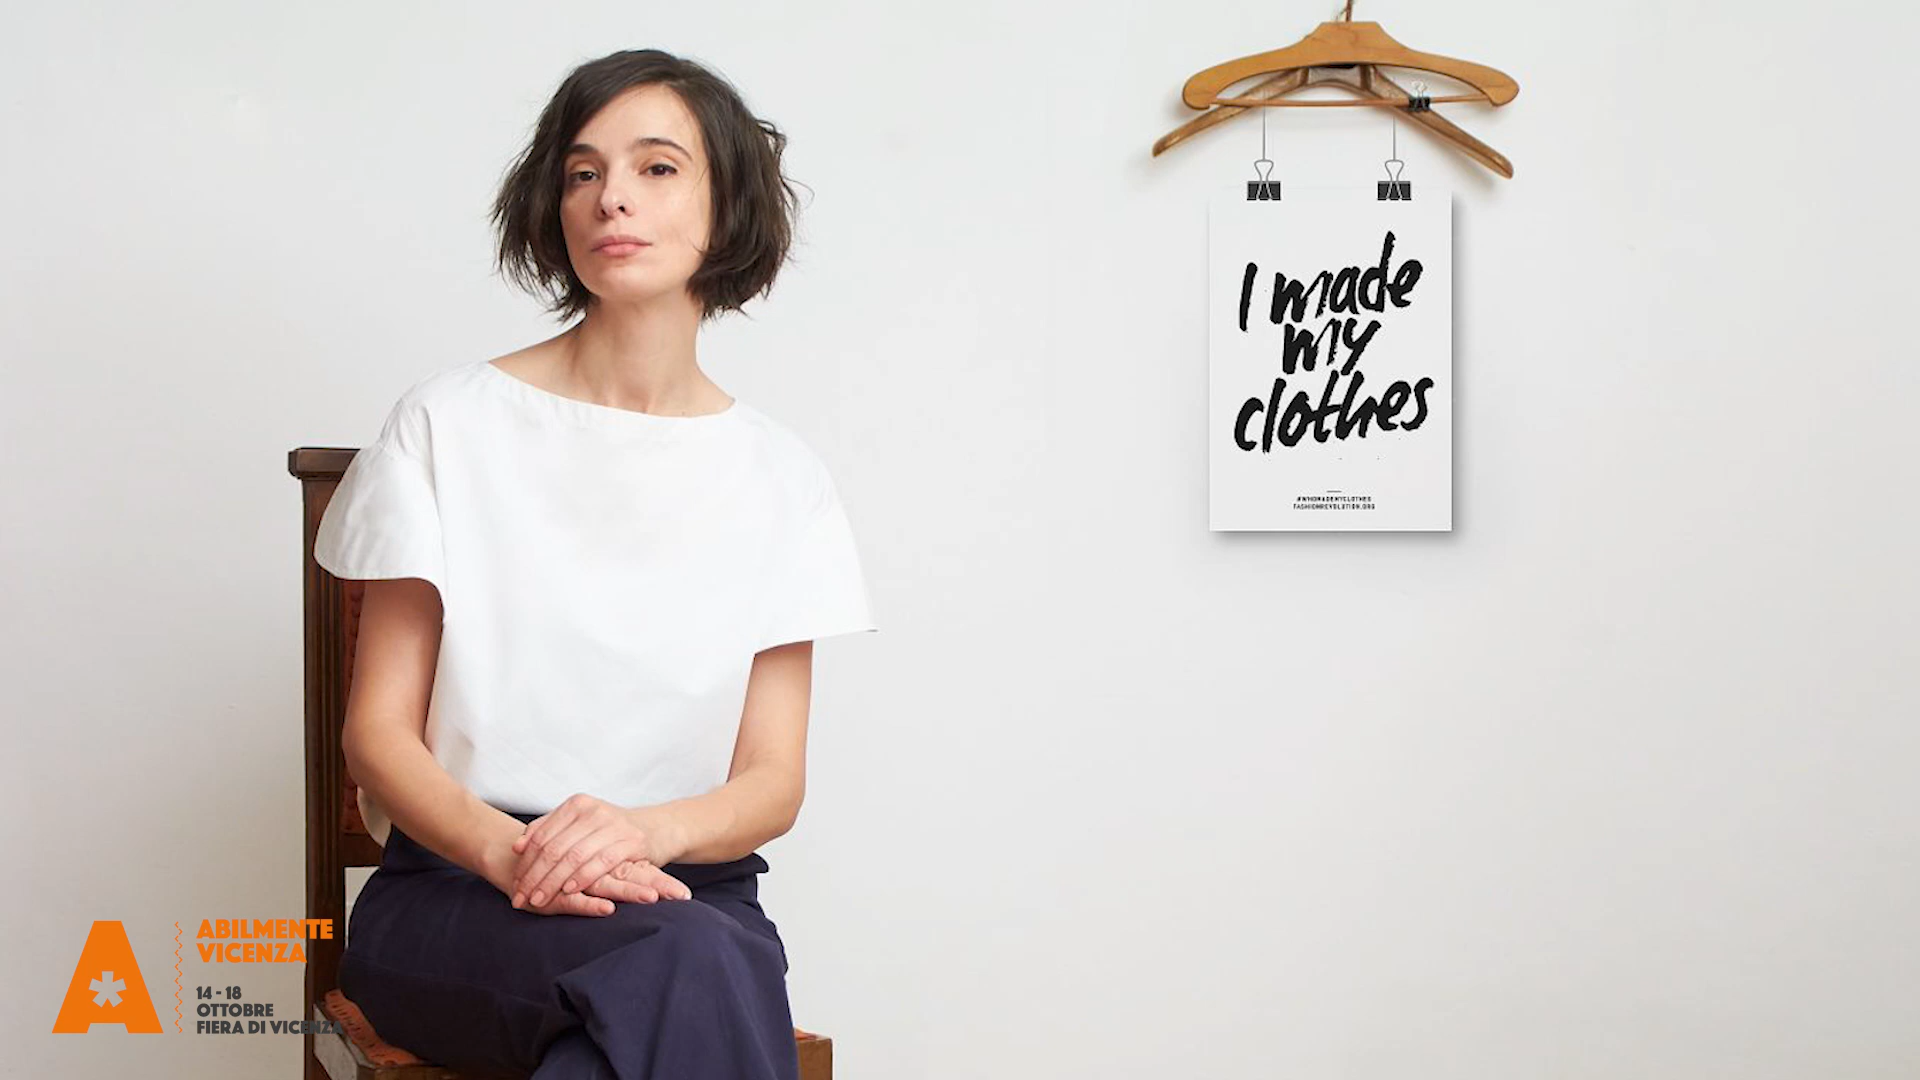 I made
my
clothes
#WHOMADEMYCLOTHES
FASHIONREVOLUTION.ORG
A
ABILMENTE
VICENZA
14 - 18
OTTOBRE
FIERA DI VICENZA